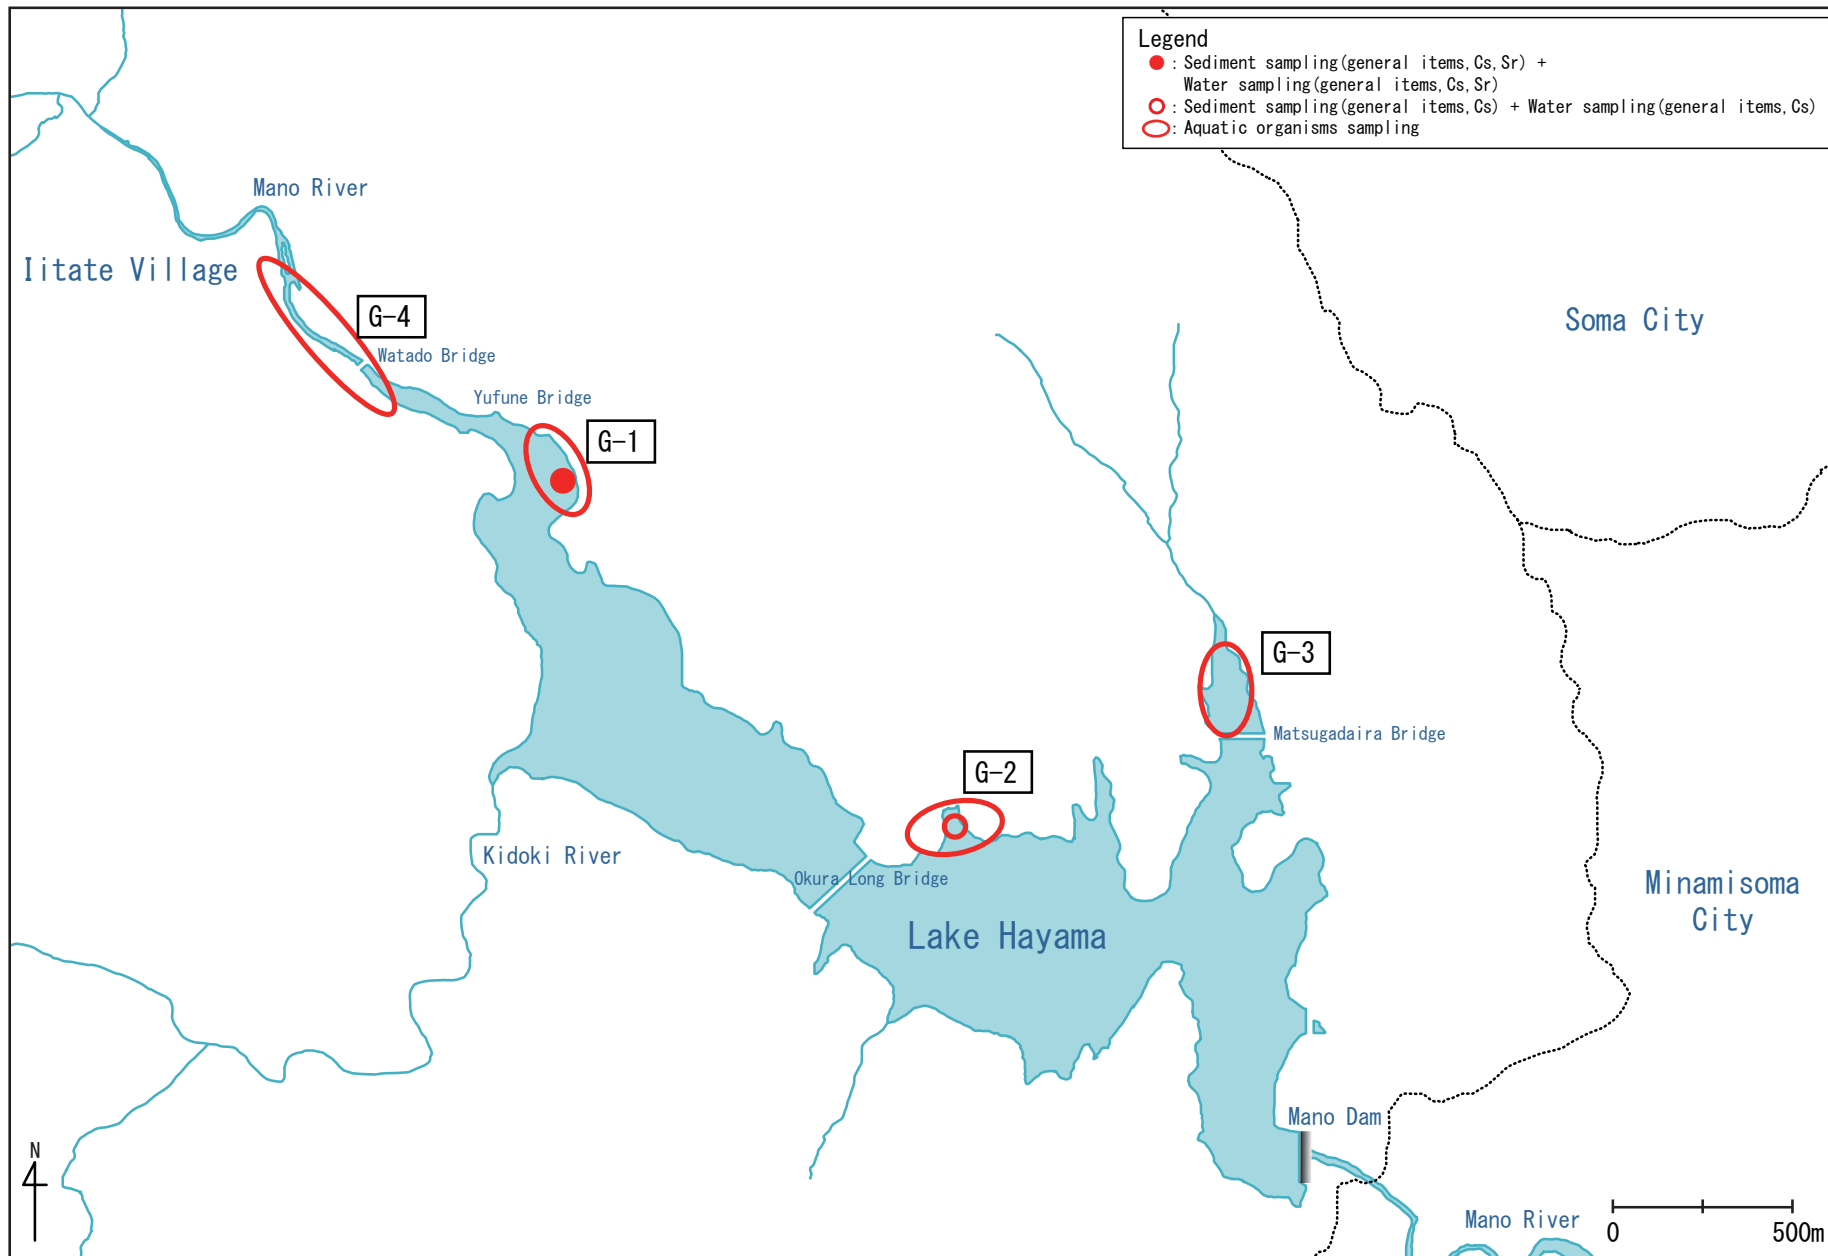 Legend
: Sediment sampling(general items,Cs,Sr) +
Water sampling(general items,Cs,Sr)
: Sediment sampling(general items,Cs) + Water sampling(general items,Cs)
: Aquatic organisms sampling
Mano River
Iitate Village
G-4
Soma City
Watado Bridge
Yufune Bridge
G-1
G-3
Matsugadaira Bridge
G-2
Kidoki River
Okura Long Bridge
Minamisoma
City
Lake Hayama
Mano Dam
N
Mano River
0
500m